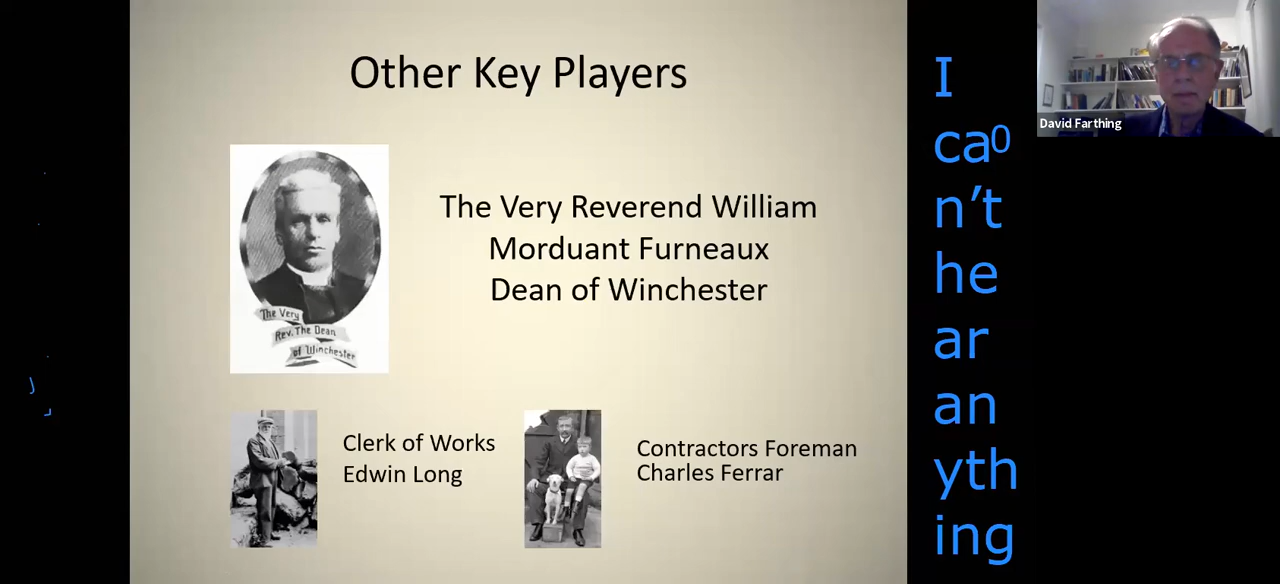 Other Key Players
The Very Reverend William
Morduant Furneaux
Dean of Winchester
The Very
Rev. The Dean
of Winchester
Clerk of Works
Edwin Long
Contractors Foreman
Charles Ferrar
I
ca0
n't
he
ar
an
yth
ing
David Farthing